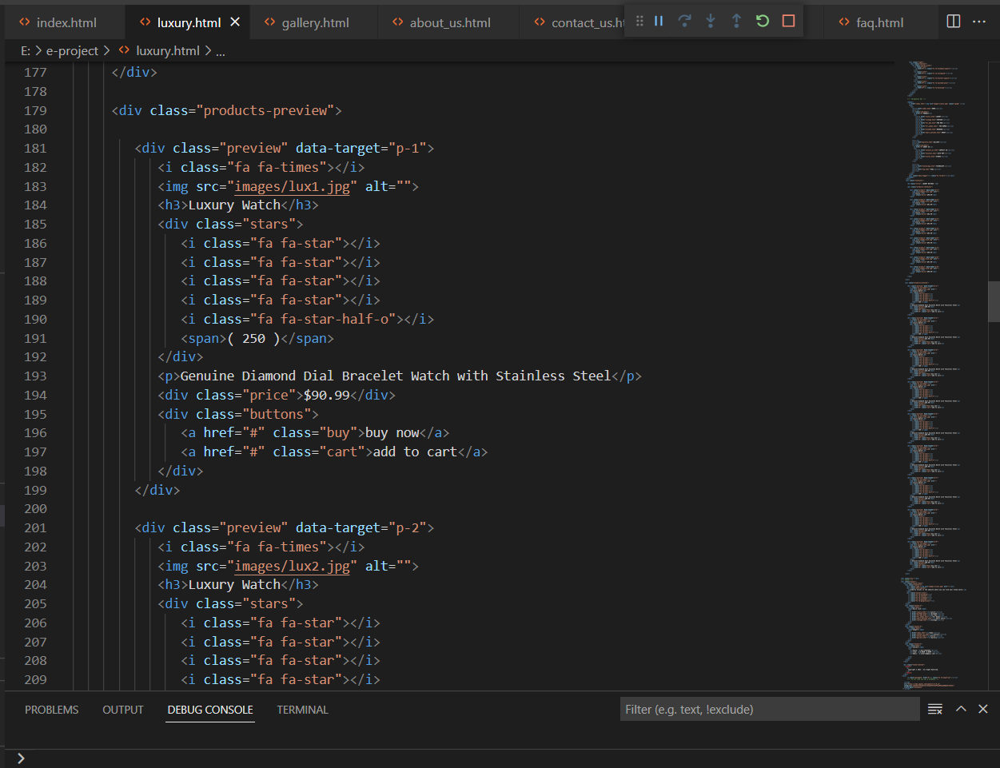 index.html luxury.html gallery.html about_us.html contact_us.ht faq.html
E: > e-project > luxury.html > ...
177 </div>
178
179 <div class="products-preview">
180
181 <div class="preview" data-target="p-1">
182 <i class="fa fa-times"></i>
183 <img src="images/lux1.jpg" alt="">
184 <h3>Luxury Watch</h3>
185 <div class="stars">
186 <i class="fa fa-star"></i>
187 <i class="fa fa-star"></i>
188 <i class="fa fa-star"></i>
189 <i class="fa fa-star"></i>
190 <i class="fa fa-star-half-o"></i>
191 <span>( 250 )</span>
192 </div>
193 <p>Genuine Diamond Dial Bracelet Watch with Stainless Steel</p>
194 <div class="price">$90.99</div>
195 <div class="buttons">
196 <a href="#" class="buy">buy now</a>
197 <a href="#" class="cart">add to cart</a>
198 </div>
199 </div>
200
201 <div class="preview" data-target="p-2">
202 <i class="fa fa-times"></i>
203 <img src="images/lux2.jpg" alt="">
204 <h3>Luxury Watch</h3>
205 <div class="stars">
206 <i class="fa fa-star"></i>
207 <i class="fa fa-star"></i>
208 <i class="fa fa-star"></i>
209 <i class="fa fa-star"></i>
PROBLEMS OUTPUT DEBUG CONSOLE TERMINAL Filter (e.g. text, !exclude)